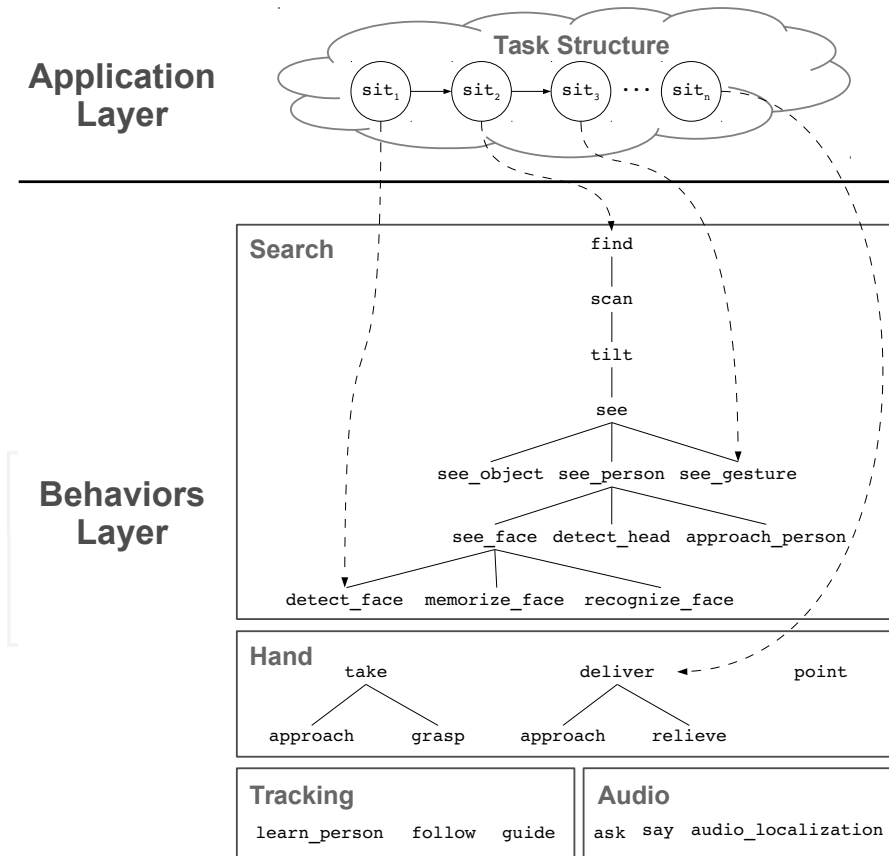 Task Structure
Application
Layer
sit₁ sit₂ sit₃ ... sitₙ
Search
find
scan
tilt
see
Behaviors
Layer
see_object see_person see_gesture
see_face detect_head approach_person
detect_face memorize_face recognize_face
Hand
take deliver point
approach grasp approach relieve
Tracking
learn_person follow guide
Audio
ask say audio_localization